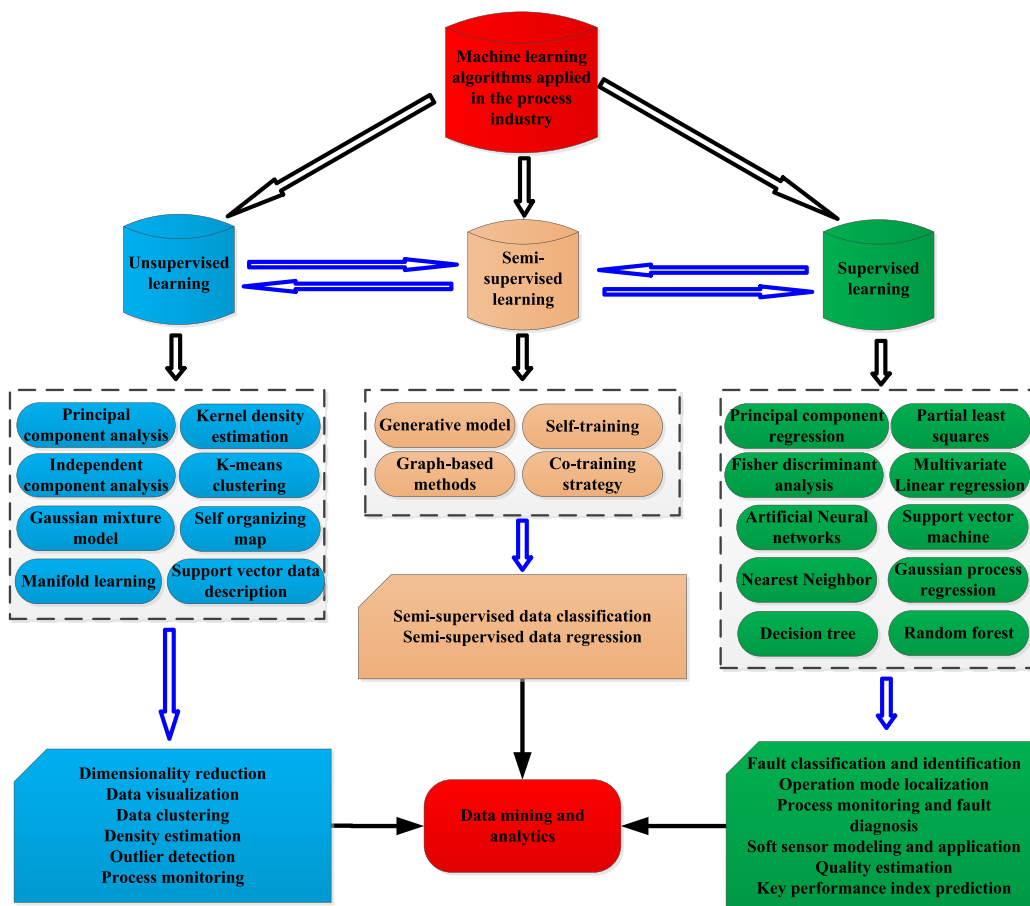 Machine learning
algorithms applied
in the process
industry
Unsupervised
learning
Semi-
supervised
learning
Supervised
learning
Principal
component analysis
Kernel density
estimation
Independent
component analysis
K-means
clustering
Gaussian mixture
model
Self organizing
map
Manifold learning
Support vector data
description
Generative model
Self-training
Graph-based
methods
Co-training
strategy
Principal component
regression
Partial least
squares
Fisher discriminant
analysis
Multivariate
Linear regression
Artificial Neural
networks
Support vector
machine
Nearest Neighbor
Gaussian process
regression
Decision tree
Random forest
Semi-supervised data classification
Semi-supervised data regression
Dimensionality reduction
Data visualization
Data clustering
Density estimation
Outlier detection
Process monitoring
Data mining and
analytics
Fault classification and identification
Operation mode localization
Process monitoring and fault
diagnosis
Soft sensor modeling and application
Quality estimation
Key performance index prediction